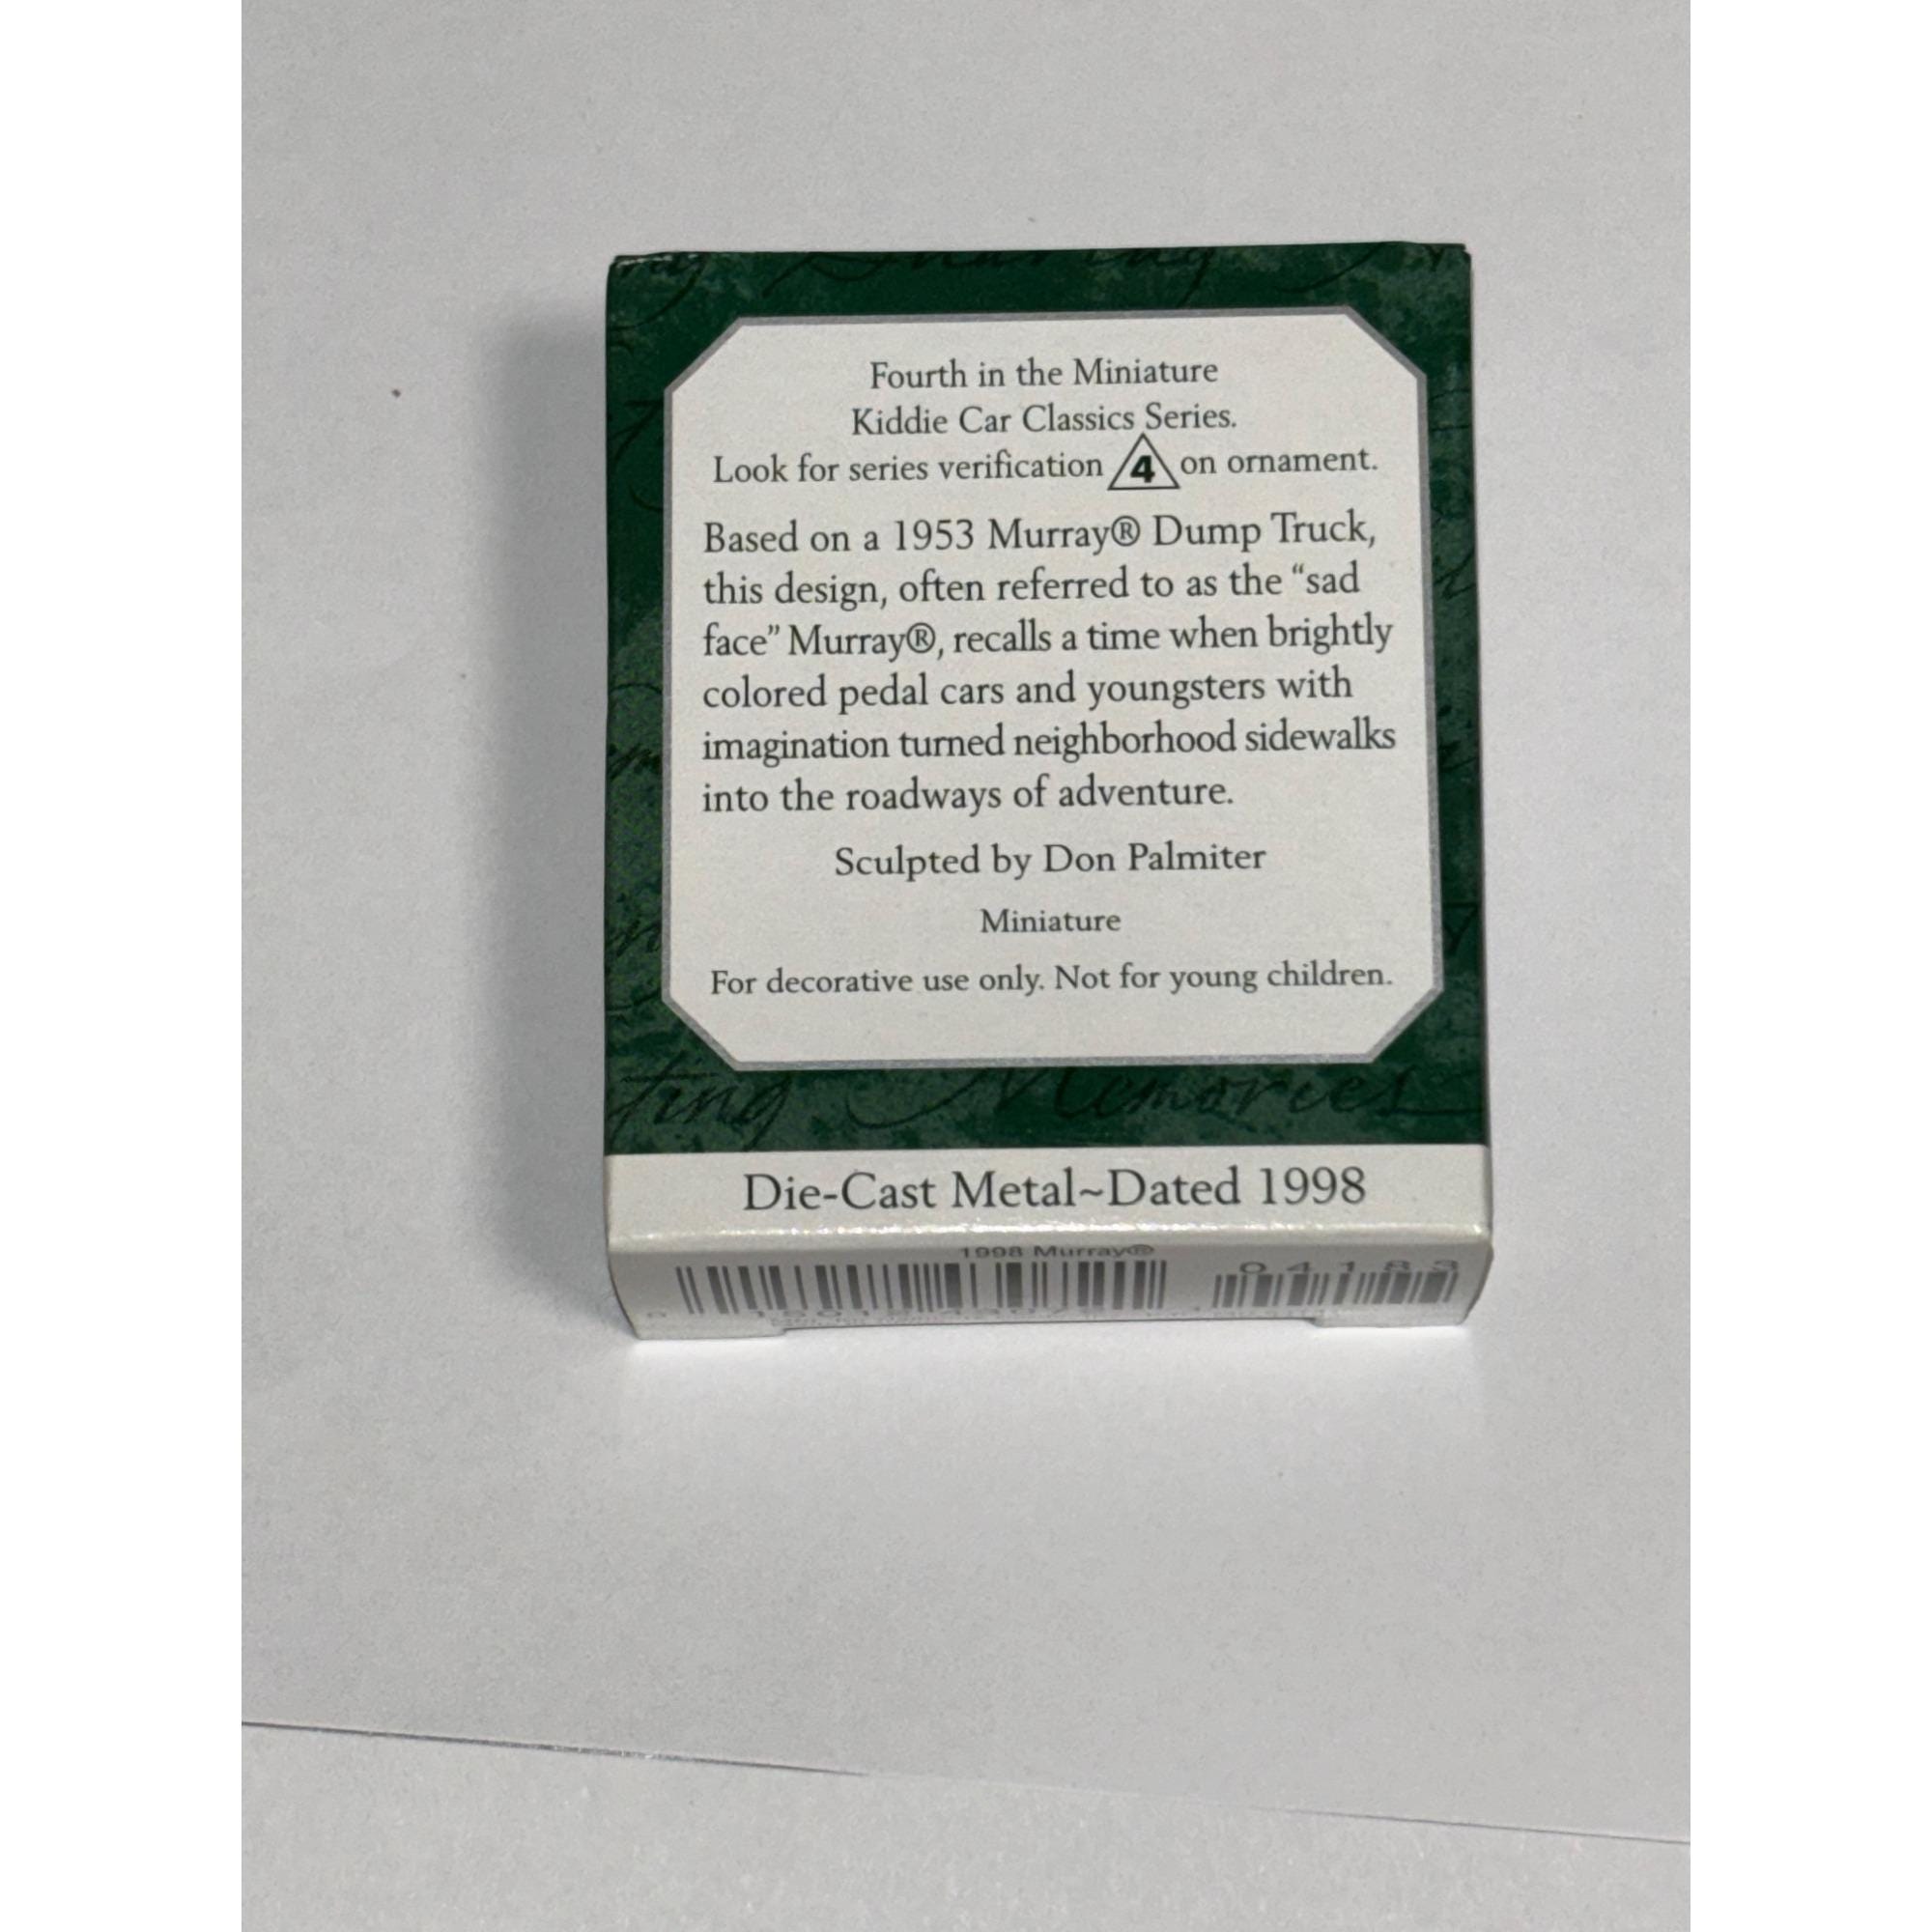 Fourth in the Miniature
Kiddie Car Classics Series.
Look for series verification 4 on ornament.
Based on a 1953 Murray® Dump Truck,
this design, often referred to as the “sad
face” Murray®, recalls a time when brightly
colored pedal cars and youngsters with
imagination turned neighborhood sidewalks
into the roadways of adventure.
Sculpted by Don Palmiter
Miniature
For decorative use only. Not for young children.
ting Memories
Die-Cast Metal~Dated 1998
1998 Murray®
04183